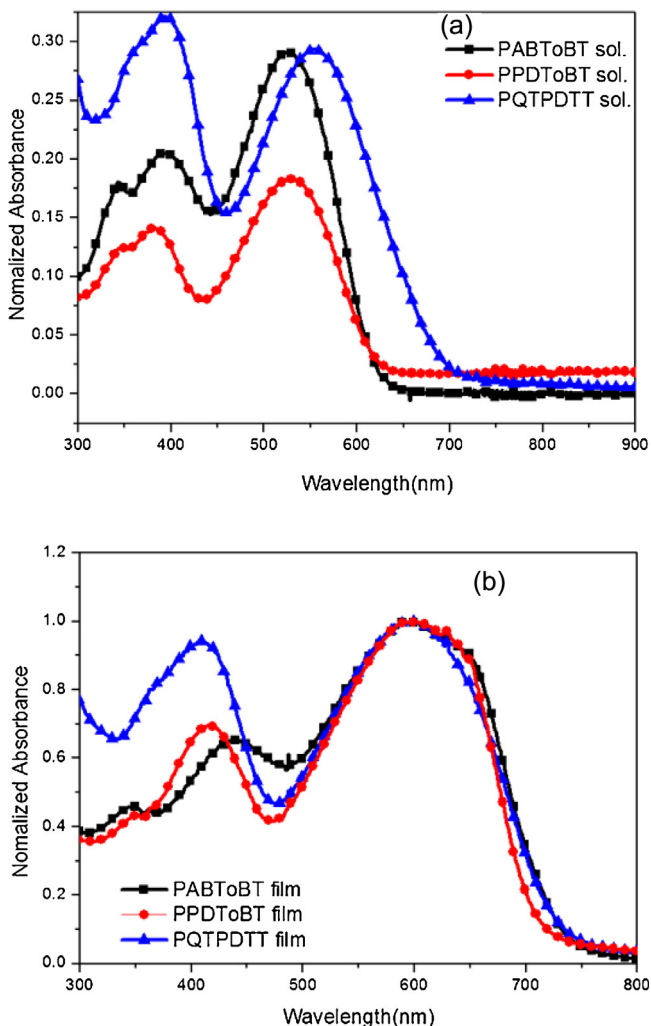 (a)
PABToBT sol.
PPDToBT sol.
PQTPDTT sol.
Nomalized Absorbance
0.30
0.25
0.20
0.15
0.10
0.05
0.00
300 400 500 600 700 800 900
Wavelength(nm)
(b)
Nomalized Absorbance
1.2
1.0
0.8
0.6
0.4
0.2
0.0
PABToBT film
PPDToBT film
PQTPDTT film
300 400 500 600 700 800
Wavelength(nm)